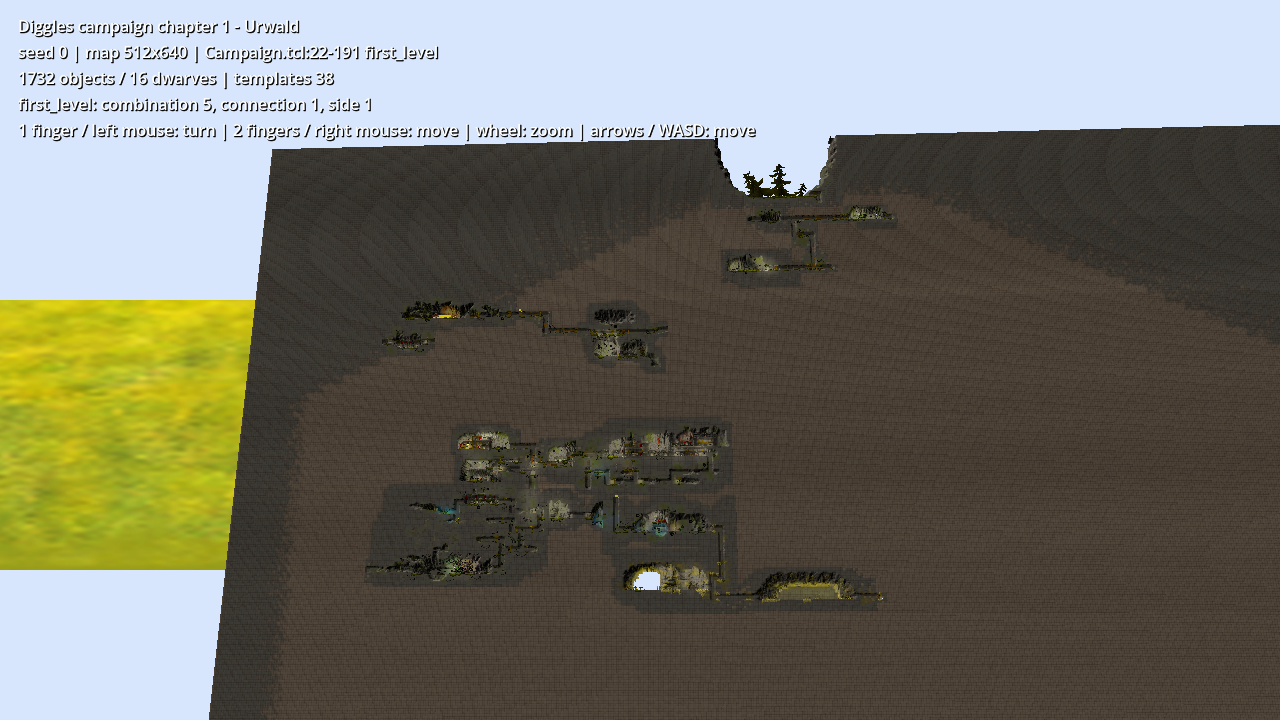 Diggles campaign chapter 1 - Urwald
seed 0 | map 512x640 | Campaign.tcl:22-191 first_level
1732 objects / 16 dwarves | templates 38
first_level: combination 5, connection 1, side 1
1 finger / left mouse: turn | 2 fingers / right mouse: move | wheel: zoom | arrows / WASD: move